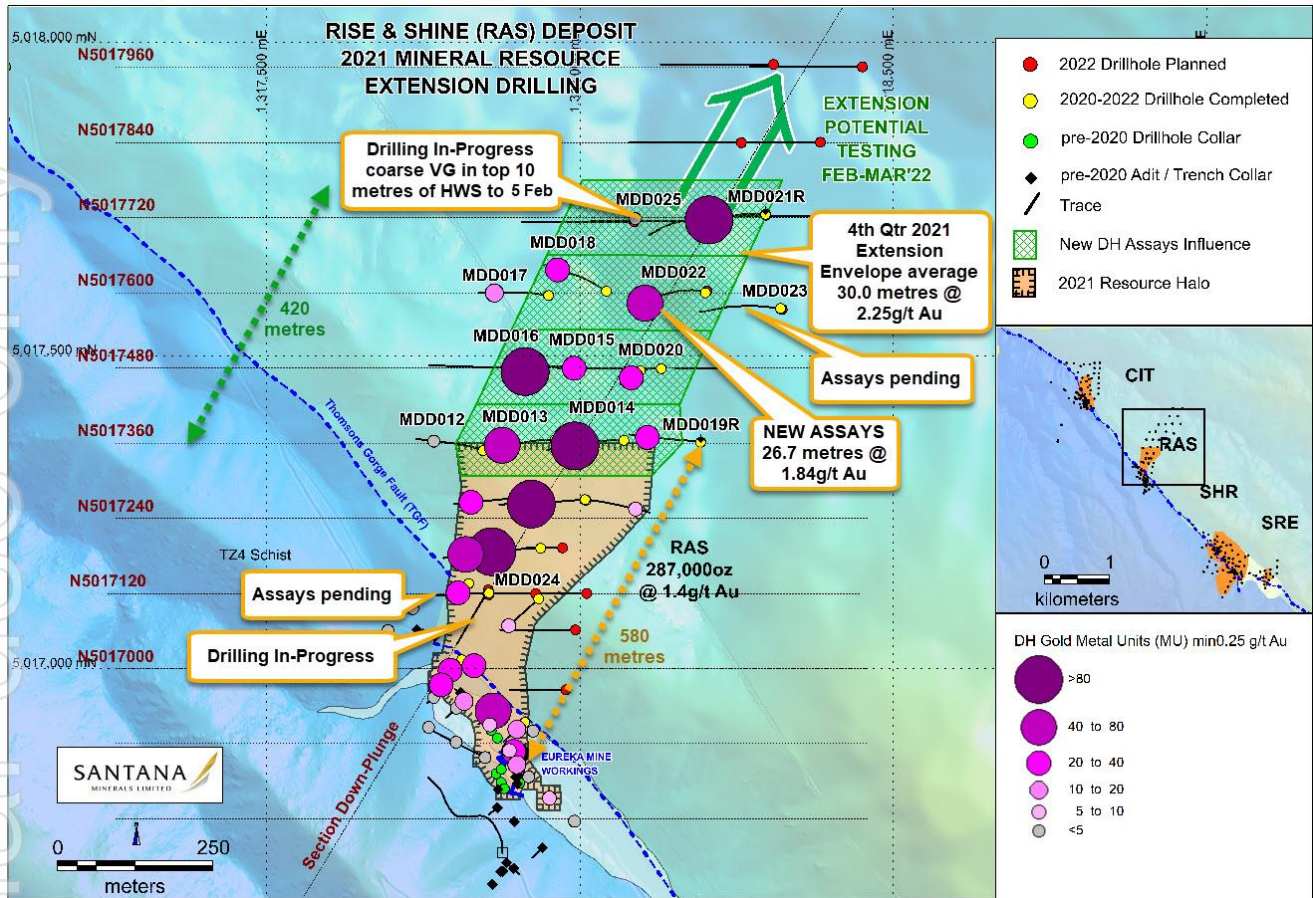 RISE & SHINE (RAS) DEPOSIT
2021 MINERAL RESOURCE
EXTENSION DRILLING
5,018,000 mN
N5017960
N5017840
N5017720
N5017600
5,017,500 mN
N5017480
N5017360
N5017240
N5017120
5,017,000 mN
N5017000
1,317,500 mE
18,500 mE
Drilling In-Progress
coarse VG in top 10
metres of HWS to 5 Feb
EXTENSION
POTENTIAL
TESTING
FEB-MAR'22
MDD025
MDD021R
4th Qtr 2021
Extension
Envelope average
30.0 metres @
2.25g/t Au
MDD018
MDD017
MDD022
MDD023
420
metres
MDD016
MDD015
MDD020
Assays pending
MDD012
MDD013
MDD014
MDD019R
NEW ASSAYS
26.7 metres @
1.84g/t Au
Thomsons Gorge Fault (TGF)
TZ4 Schist
MDD024
RAS
287,000oz
@ 1.4g/t Au
Assays pending
Drilling In-Progress
580
metres
EUREKA MINE
WORKINGS
Section Down-Plunge
SANTANA
MINERALS LIMITED
0 250
meters
2022 Drillhole Planned
2020-2022 Drillhole Completed
pre-2020 Drillhole Collar
pre-2020 Adit / Trench Collar
Trace
New DH Assays Influence
2021 Resource Halo
CIT
RAS
SHR
SRE
0 1
kilometers
DH Gold Metal Units (MU) min0.25 g/t Au
>80
40 to 80
20 to 40
10 to 20
5 to 10
<5